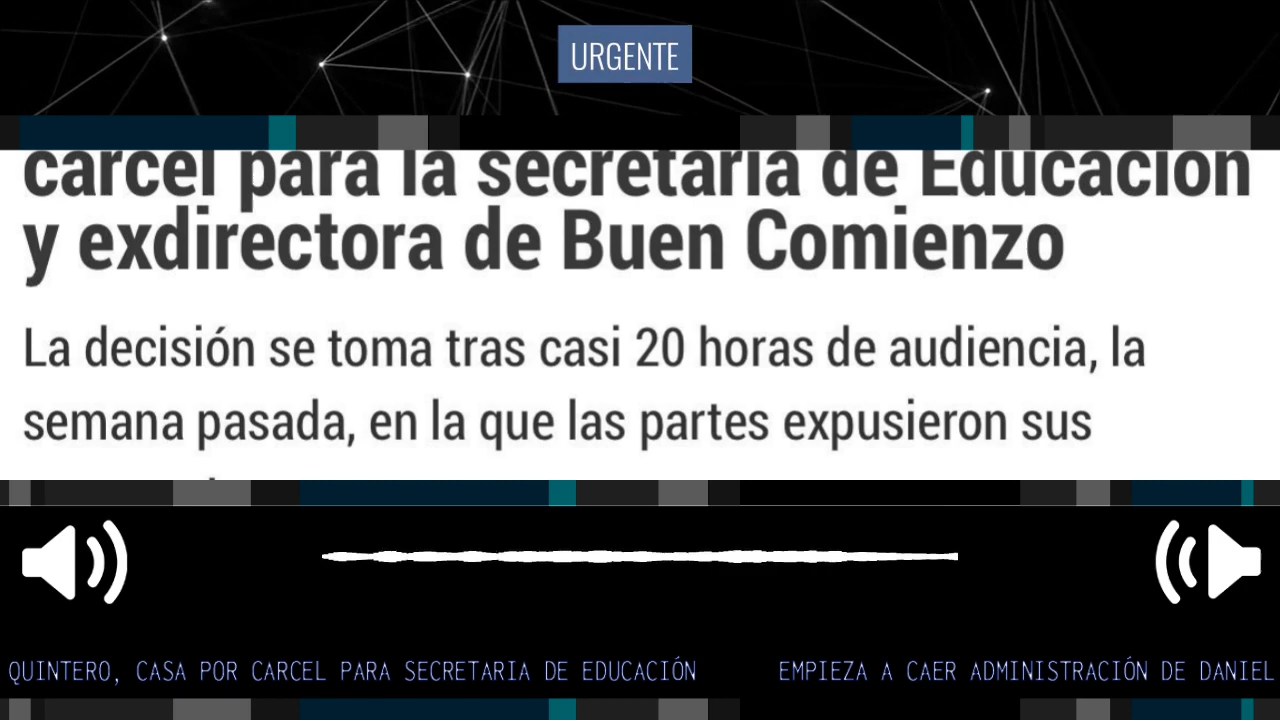 URGENTE
carcel para la secretaria de Educación
y exdirectora de Buen Comienzo
La decisión se toma tras casi 20 horas de audiencia, la
semana pasada, en la que las partes expusieron sus
QUINTERO, CASA POR CARCEL PARA SECRETARIA DE EDUCACIÓN EMPIEZA A CAER ADMINISTRACIÓN DE DANIEL